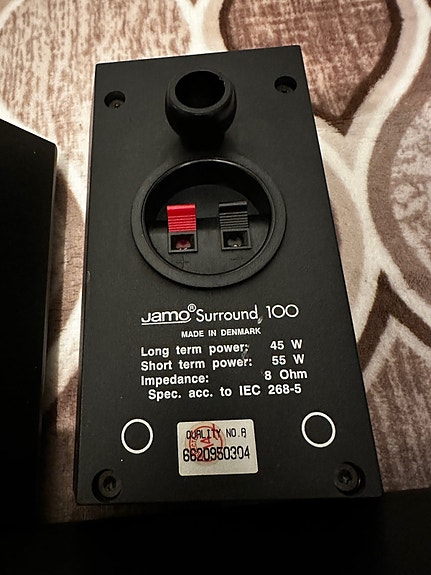 + −
Jamo® Surround 100
MADE IN DENMARK
Long term power: 45 W
Short term power: 55 W
Impedance: 8 Ohm
Spec. acc. to IEC 268-5
QUALITY NO.A
6620950304